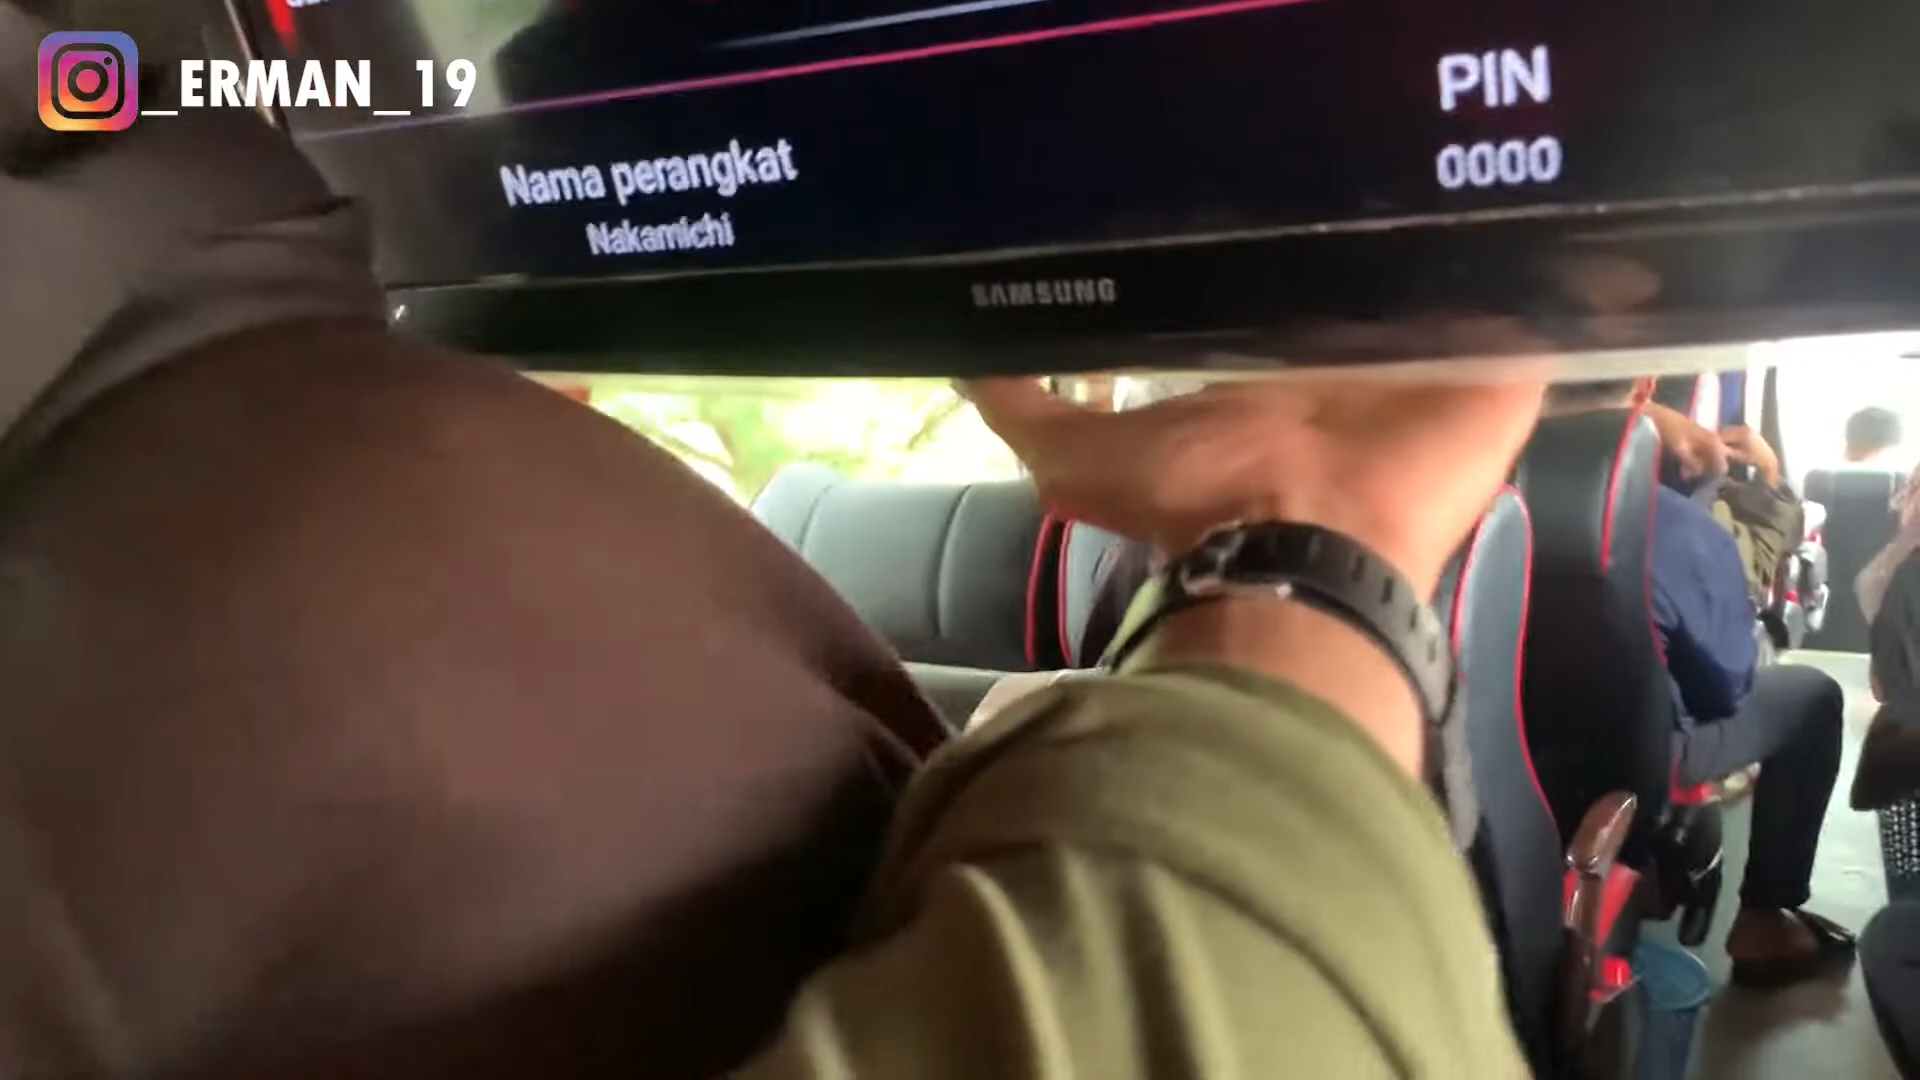 _ERMAN_19
PIN
0000
Nama perangkat
Nakamichi
SAMSUNG